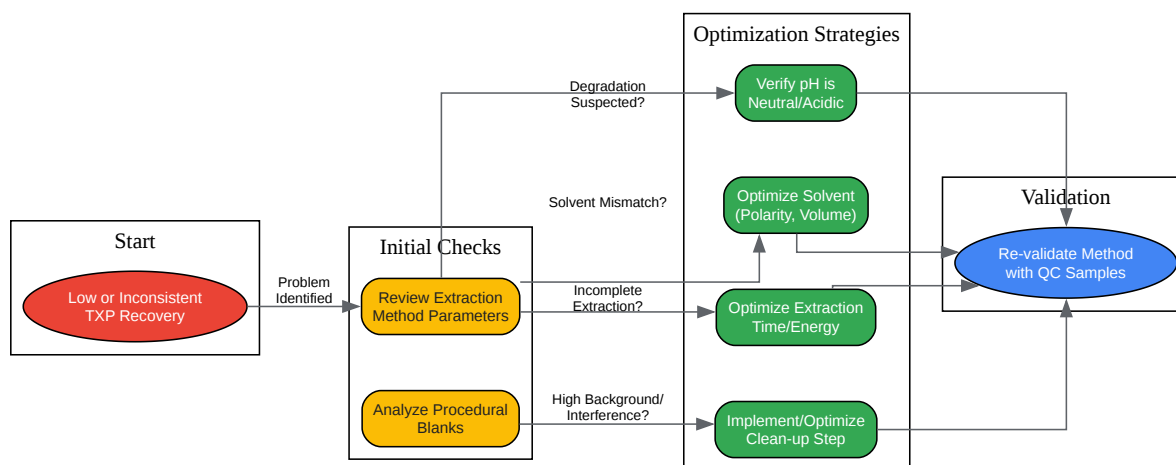 Start
Low or Inconsistent
TXP Recovery
Problem
Identified
Initial Checks
Review Extraction
Method Parameters
Analyze Procedural
Blanks
Degradation
Suspected?
Solvent Mismatch?
Incomplete
Extraction?
High Background/
Interference?
Optimization Strategies
Verify pH is
Neutral/Acidic
Optimize Solvent
(Polarity, Volume)
Optimize Extraction
Time/Energy
Implement/Optimize
Clean-up Step
Validation
Re-validate Method
with QC Samples